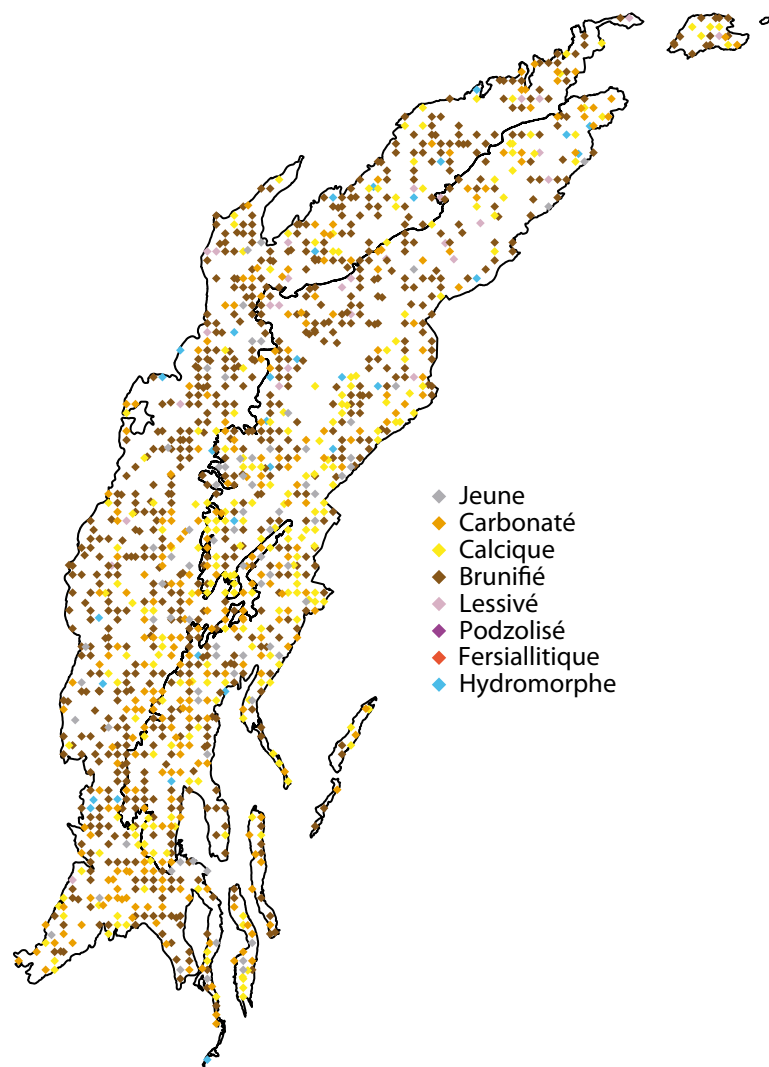 Jeune
Carbonaté
Calcique
Brunifié
Lessivé
Podzolisé
Fersiallitique
Hydromorphe